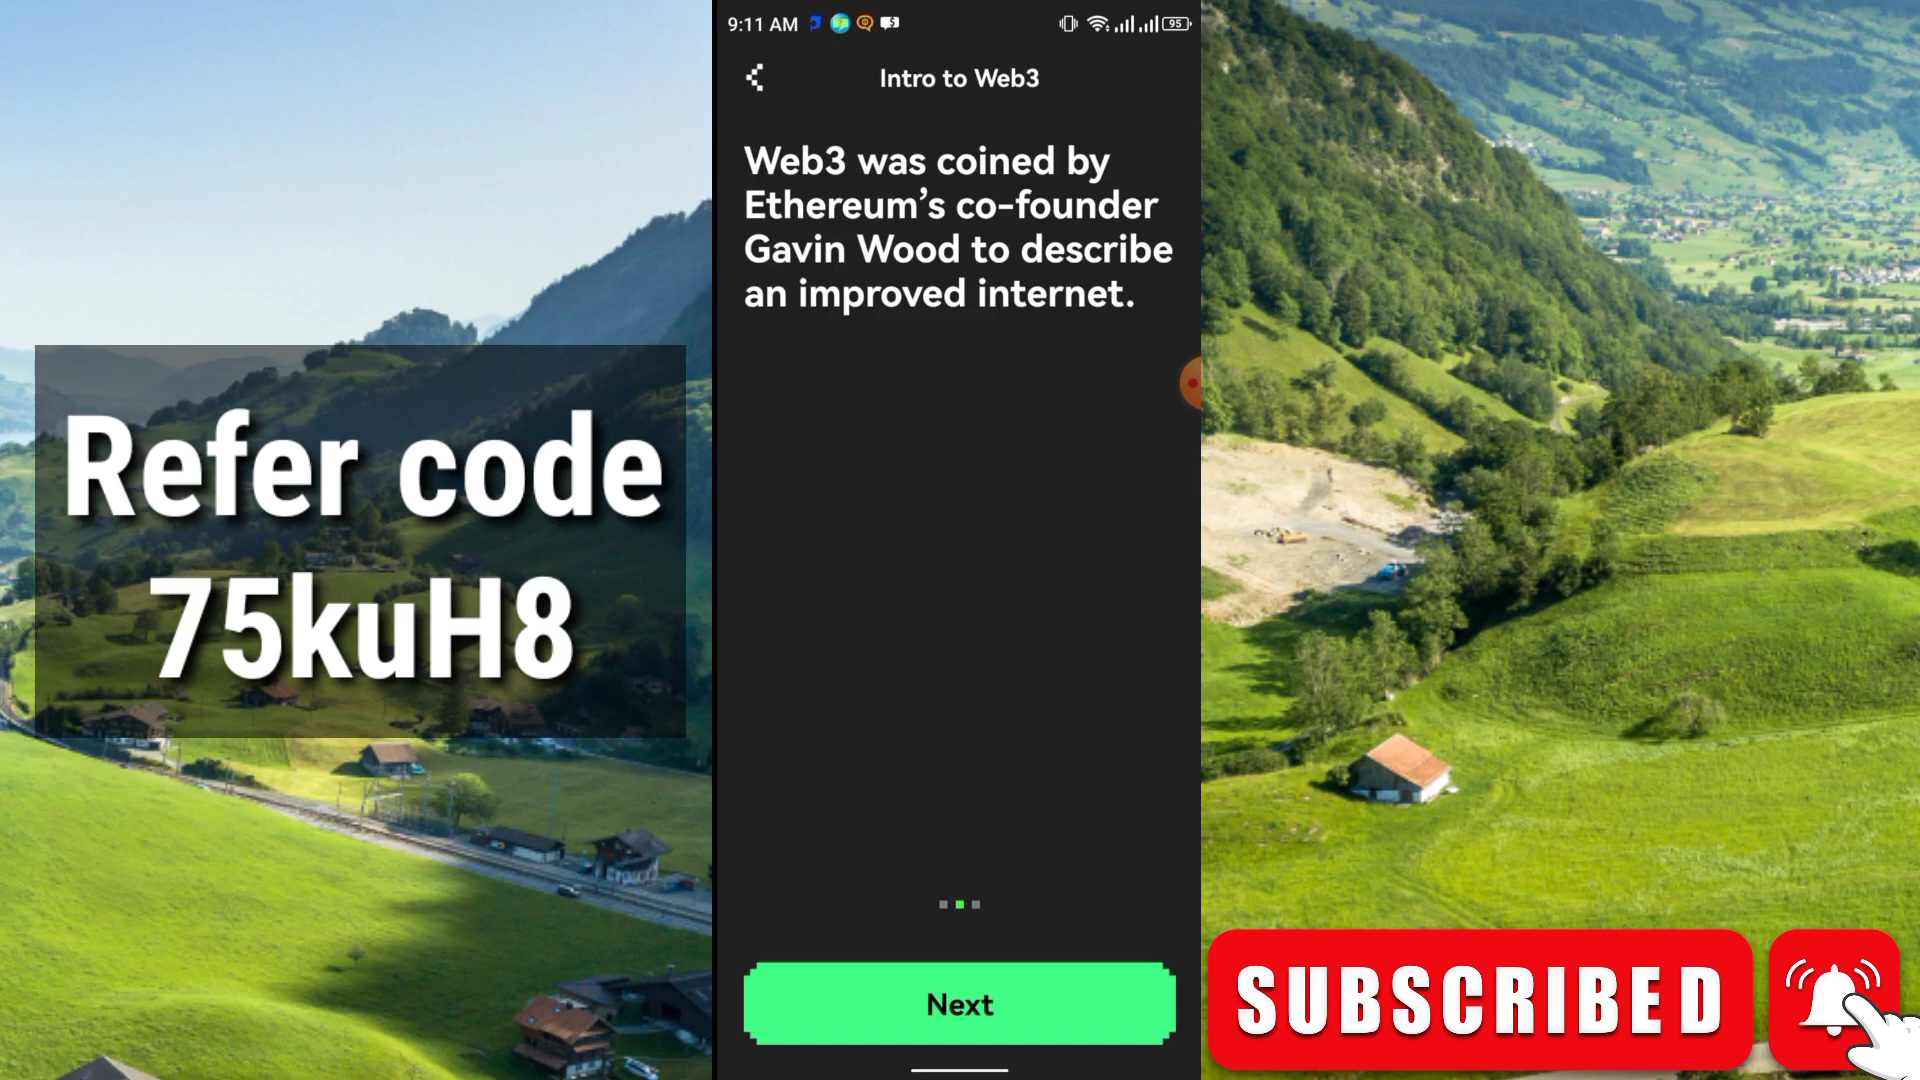 9:11 AM
95
Intro to Web3
Web3 was coined by
Ethereum’s co-founder
Gavin Wood to describe
an improved internet.
Refer code
75kuH8
Next
SUBSCRIBED